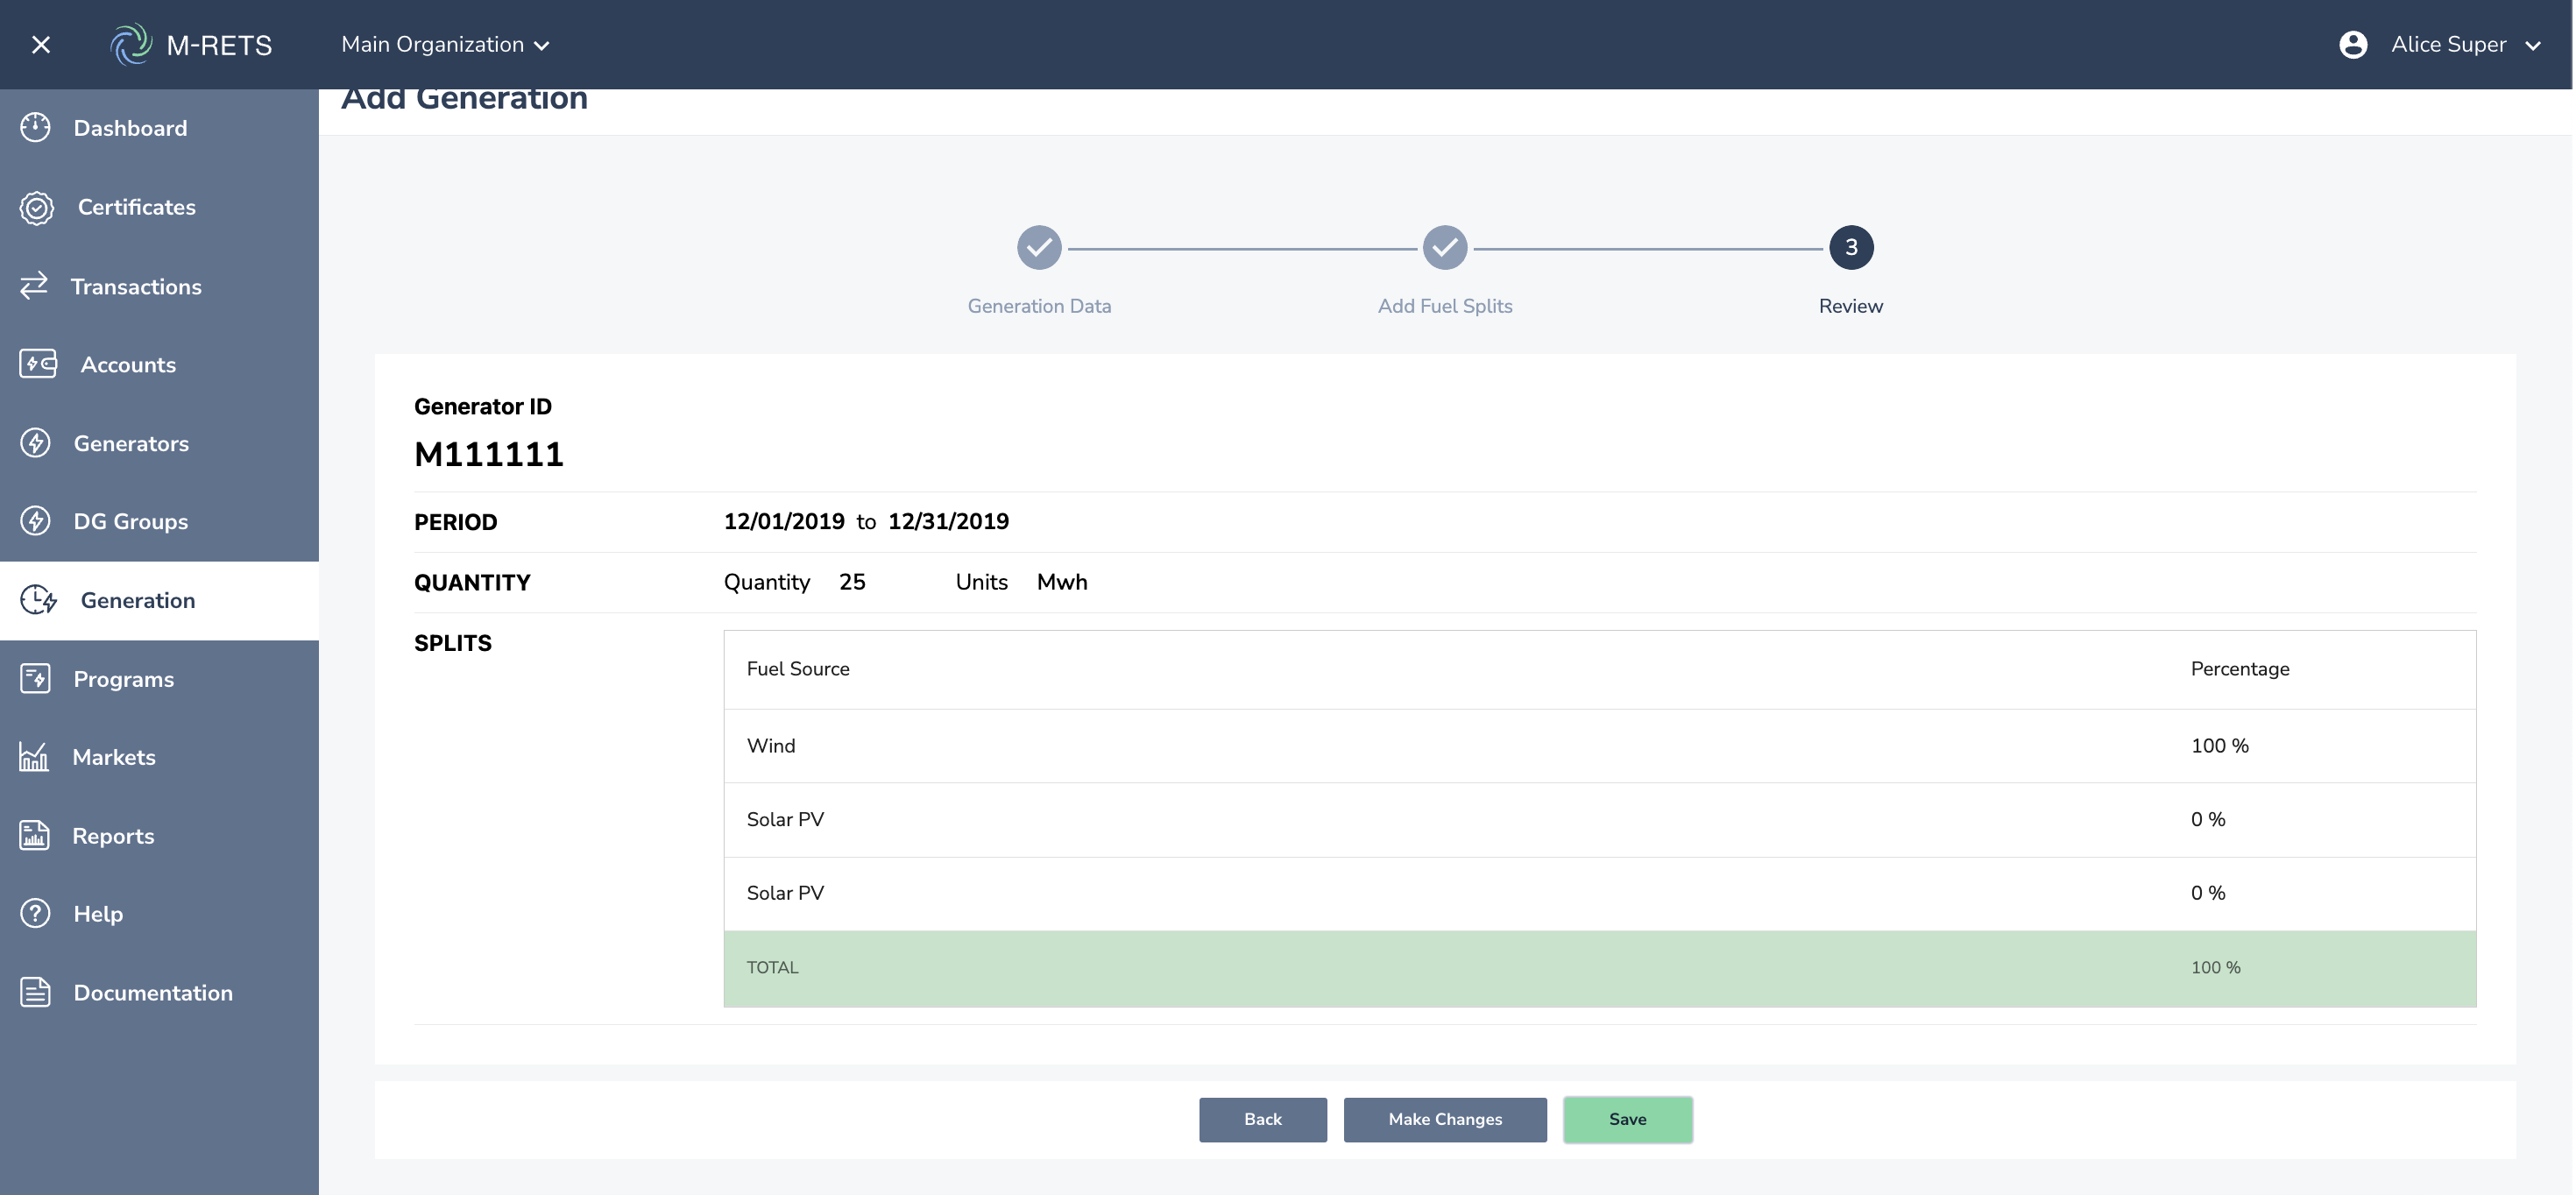 M-RETS
Main Organization
Alice Super
Add Generation
Dashboard
Certificates
Transactions
Accounts
Generators
DG Groups
Generation
Programs
Markets
Reports
Help
Documentation
3
Generation Data
Add Fuel Splits
Review
Generator ID
M111111
PERIOD 12/01/2019 to 12/31/2019
QUANTITY Quantity 25 Units Mwh
SPLITS
Fuel Source Percentage
Wind 100 %
Solar PV 0 %
Solar PV 0 %
TOTAL 100 %
Back Make Changes Save